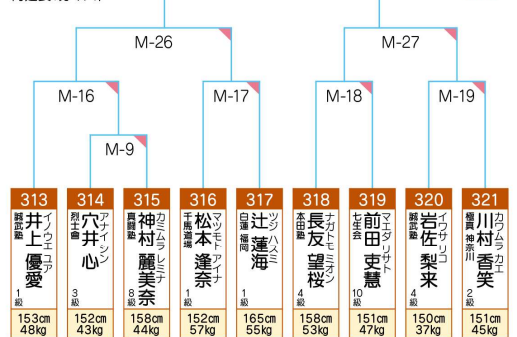 M-26
M-27
M-16
M-17
M-18
M-19
M-9
313
イノウエ ユア
井上 優愛
誠武塾
1級
153cm
48kg
314
アナイ シン
穴井 心
烈士會
3級
152cm
43kg
315
カミムラ レミナ
神村 麗美奈
真闘塾
8級
158cm
44kg
316
マツモト アイナ
松本 逢奈
千馬道場
1級
152cm
57kg
317
ツジ ハスミ
辻 蓮海
白蓮 福岡
1級
165cm
55kg
318
ナガトモ ミオン
長友 望桜
本田塾
4級
158cm
53kg
319
マエダ リサト
前田 吏慧
七生会
10級
151cm
47kg
320
イワサ リコ
岩佐 梨来
誠武塾
4級
150cm
37kg
321
カワムラ カエ
川村 香笑
極真 神奈川
2級
151cm
45kg